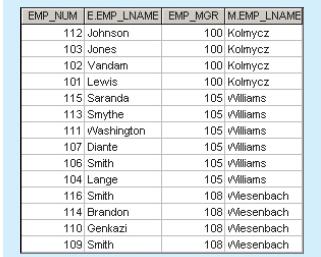 EMP_NUM E.EMP_LNAME EMP_MGR M.EMP_LNAME
112 Johnson 100 Kolmycz
103 Jones 100 Kolmycz
102 Vandam 100 Kolmycz
101 Lewis 100 Kolmycz
115 Saranda 105 Williams
113 Smythe 105 Williams
111 Washington 105 Williams
107 Diante 105 Williams
106 Smith 105 Williams
104 Lange 105 Williams
116 Smith 108 Wiesenbach
114 Brandon 108 Wiesenbach
110 Genkazi 108 Wiesenbach
109 Smith 108 Wiesenbach